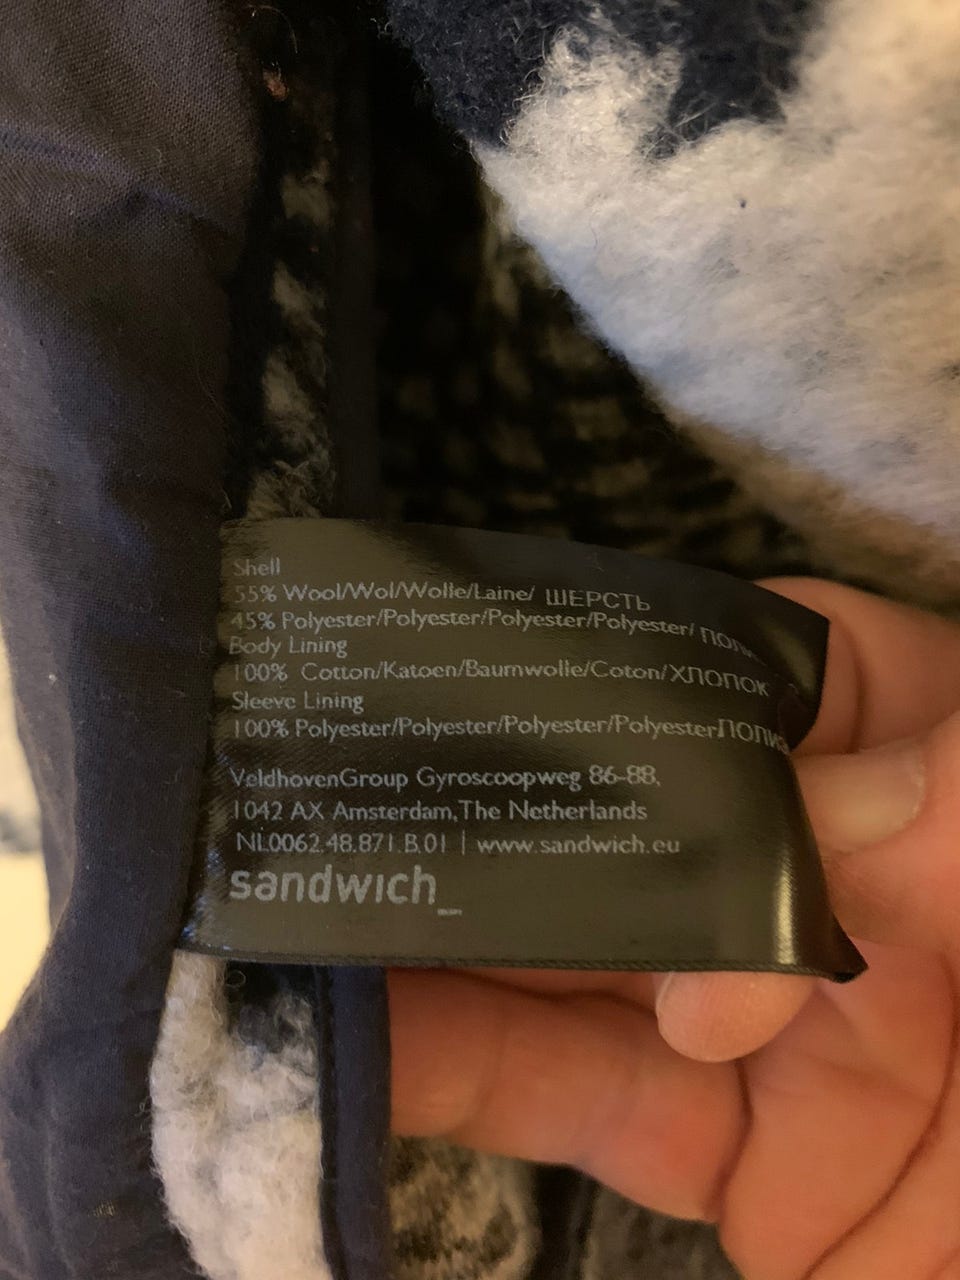 Shell
55% Wool/Wol/Wolle/Laine/ ШЕРСТЬ
45% Polyester/Polyester/Polyester/Polyester/
Body Lining
100% Cotton/Katoen/Baumwolle/Coton/ХЛОПОК
Sleeve Lining
100% Polyester/Polyester/Polyester/Polyester
VeldhovenGroup Gyroscoopweg 86-88,
1042 AX Amsterdam,The Netherlands
NL0062.48.871.B.01 | www.sandwich.eu
sandwich_